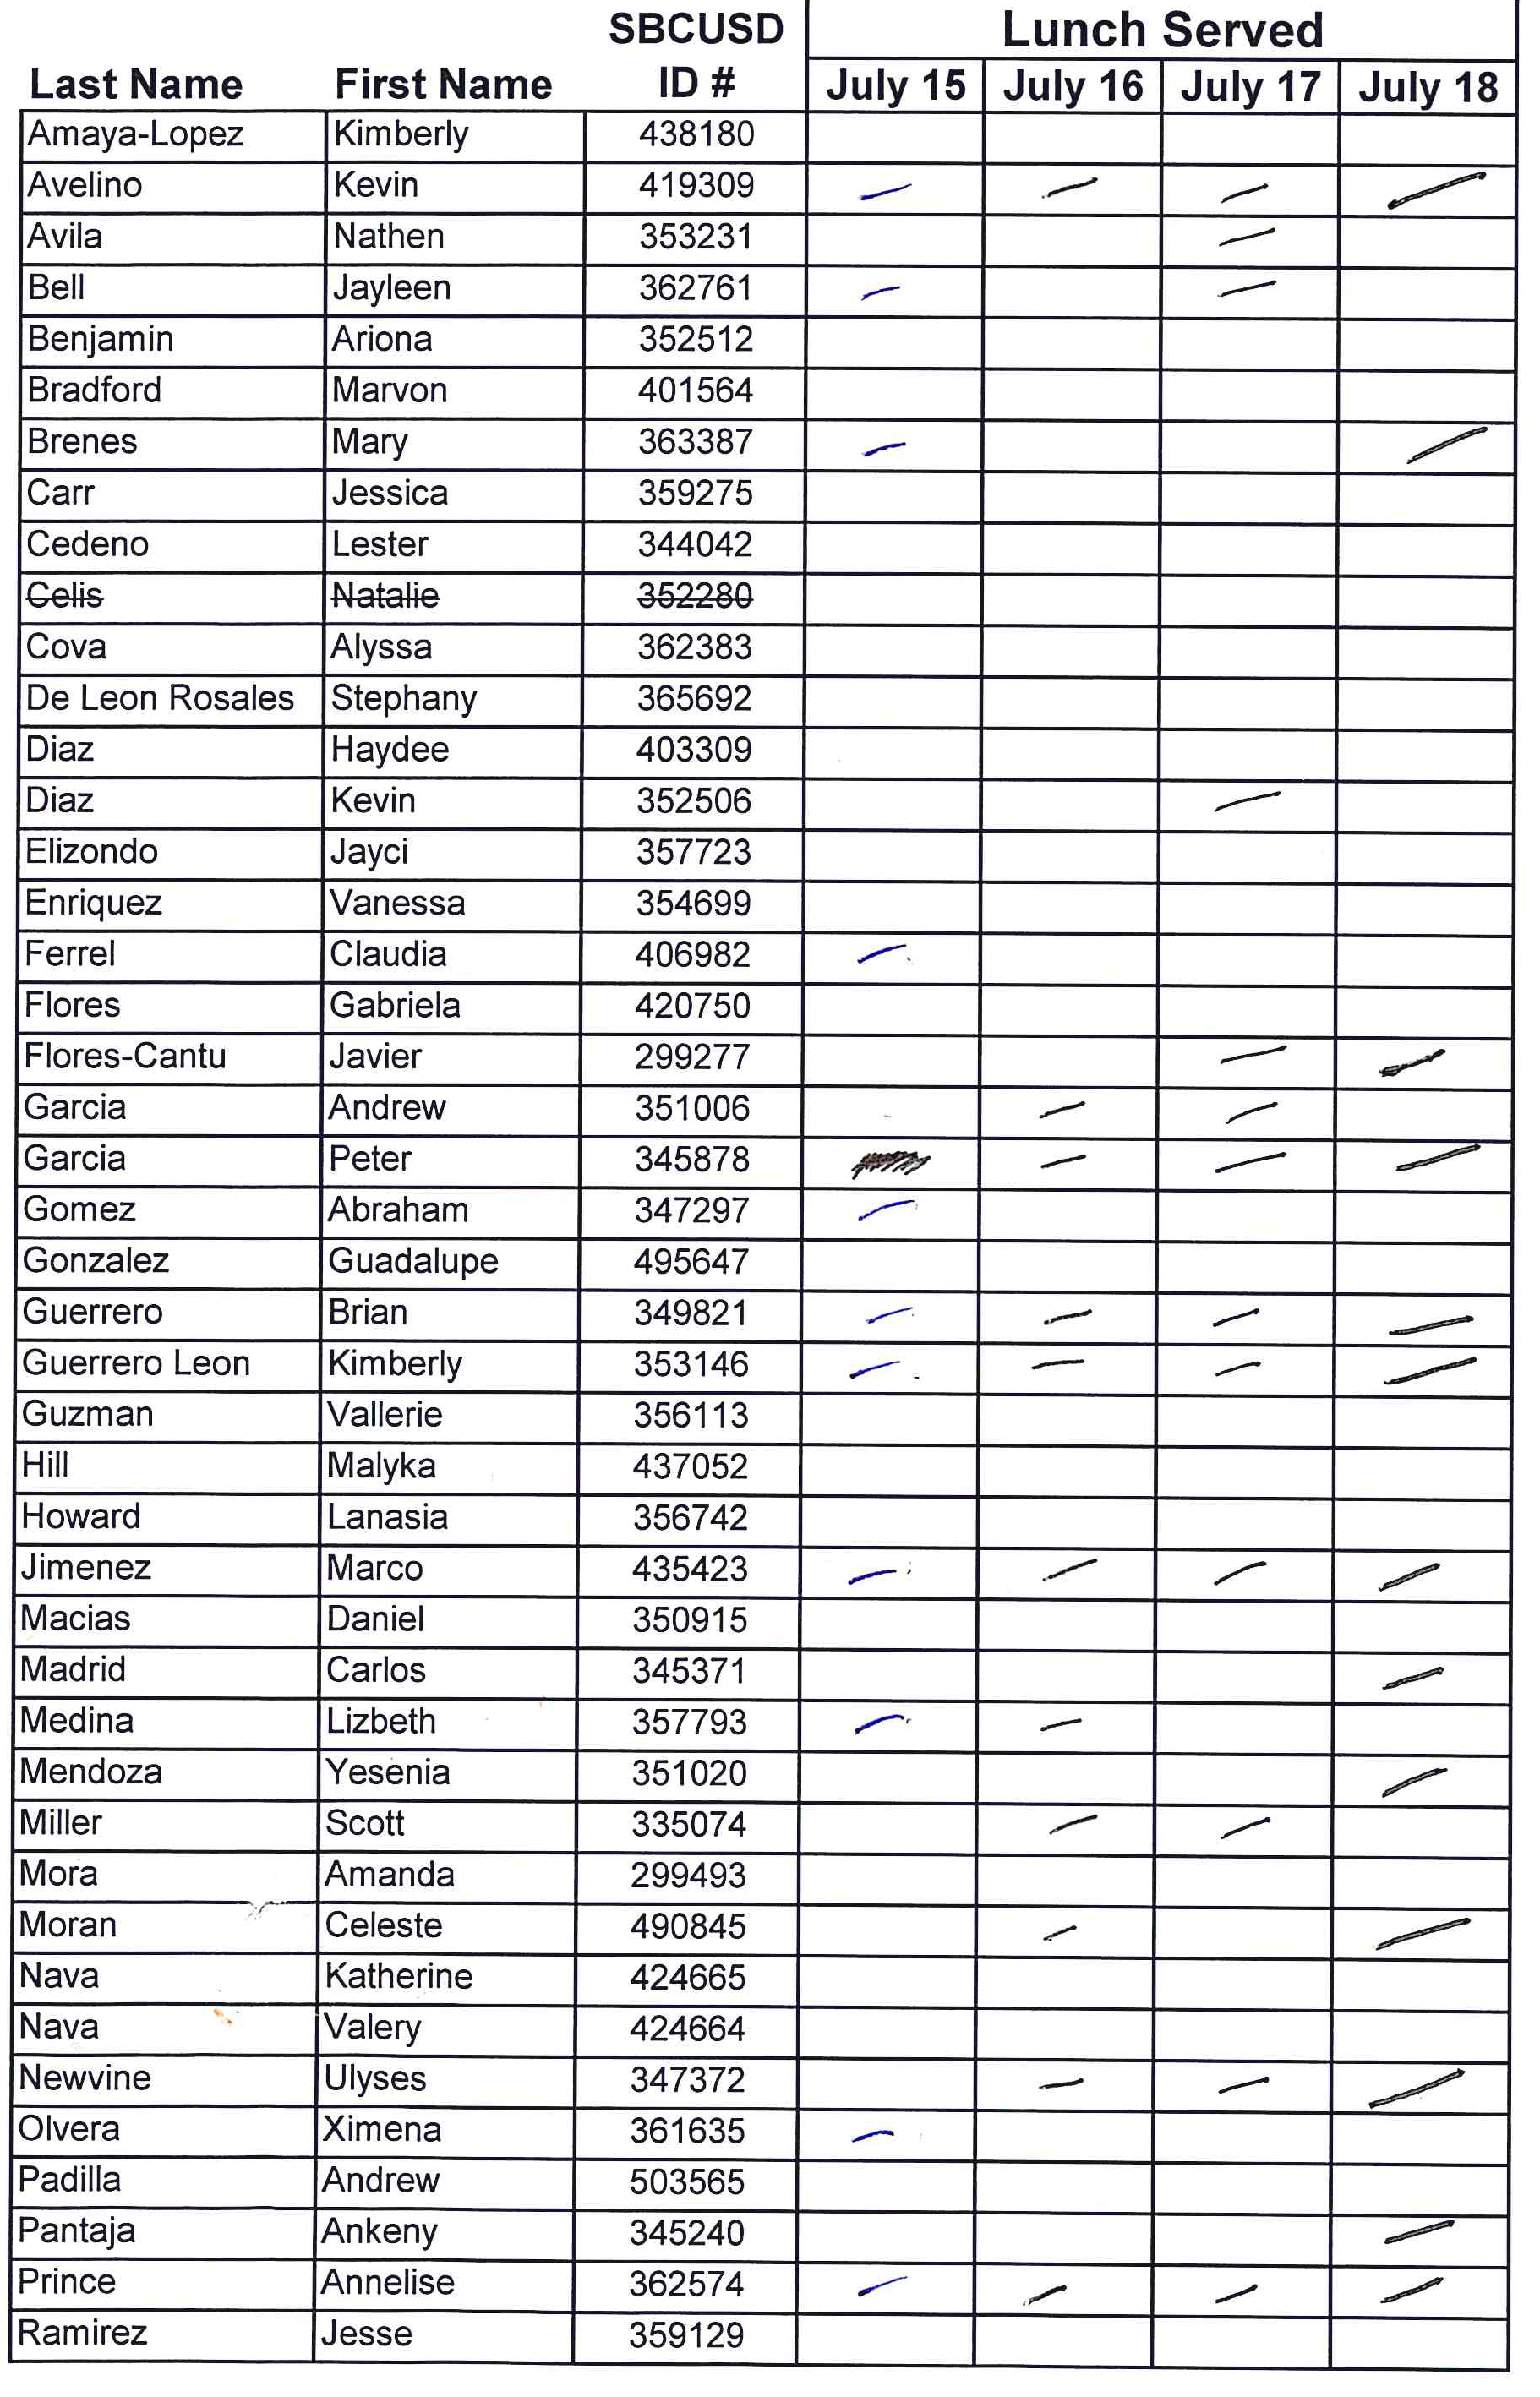 SBCUSD Lunch Served
Last Name First Name ID # July 15 July 16 July 17 July 18
Amaya-Lopez Kimberly 438180
Avelino Kevin 419309
Avila Nathen 353231
Bell Jayleen 362761
Benjamin Ariona 352512
Bradford Marvon 401564
Brenes Mary 363387
Carr Jessica 359275
Cedeno Lester 344042
Celis Natalie 352280
Cova Alyssa 362383
De Leon Rosales Stephany 365692
Diaz Haydee 403309
Diaz Kevin 352506
Elizondo Jayci 357723
Enriquez Vanessa 354699
Ferrel Claudia 406982
Flores Gabriela 420750
Flores-Cantu Javier 299277
Garcia Andrew 351006
Garcia Peter 345878
Gomez Abraham 347297
Gonzalez Guadalupe 495647
Guerrero Brian 349821
Guerrero Leon Kimberly 353146
Guzman Vallerie 356113
Hill Malyka 437052
Howard Lanasia 356742
Jimenez Marco 435423
Macias Daniel 350915
Madrid Carlos 345371
Medina Lizbeth 357793
Mendoza Yesenia 351020
Miller Scott 335074
Mora Amanda 299493
Moran Celeste 490845
Nava Katherine 424665
Nava Valery 424664
Newvine Ulyses 347372
Olvera Ximena 361635
Padilla Andrew 503565
Pantaja Ankeny 345240
Prince Annelise 362574
Ramirez Jesse 359129